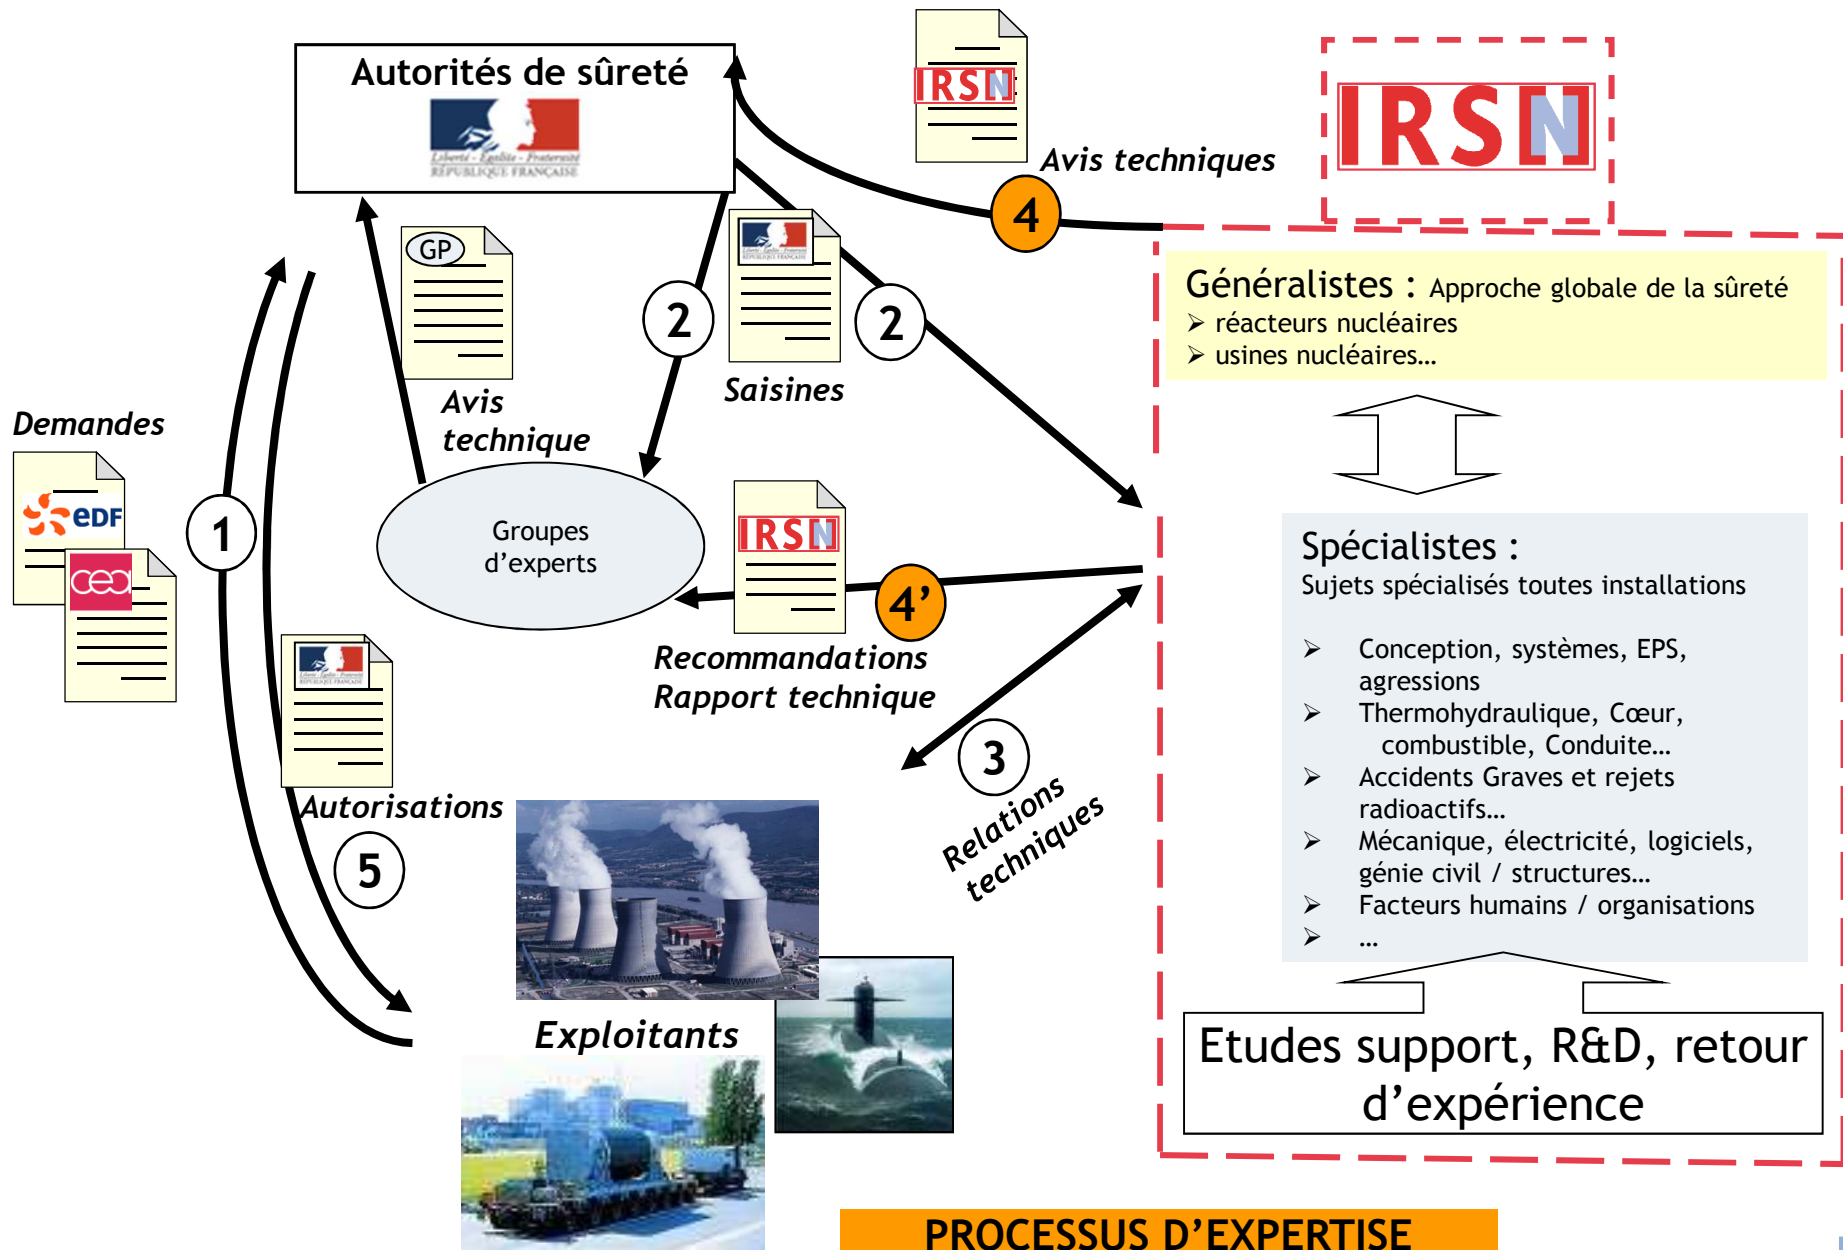 Autorités de sûreté
Liberté • Égalité • Fraternité
RÉPUBLIQUE FRANÇAISE
IRSN
Avis techniques
4
IRSN
GP
Avis
technique
2
Saisines
2
Généralistes : Approche globale de la sûreté
➢ réacteurs nucléaires
➢ usines nucléaires…
Demandes
edF
cea
1
Groupes
d’experts
IRSN
4’
Recommandations
Rapport technique
Spécialistes :
Sujets spécialisés toutes installations
➢ Conception, systèmes, EPS,
agressions
➢ Thermohydraulique, Cœur,
combustible, Conduite…
➢ Accidents Graves et rejets
radioactifs…
➢ Mécanique, électricité, logiciels,
génie civil / structures…
➢ Facteurs humains / organisations
➢ …
3
Relations
techniques
Autorisations
5
Exploitants
Etudes support, R&D, retour
d’expérience
PROCESSUS D’EXPERTISE